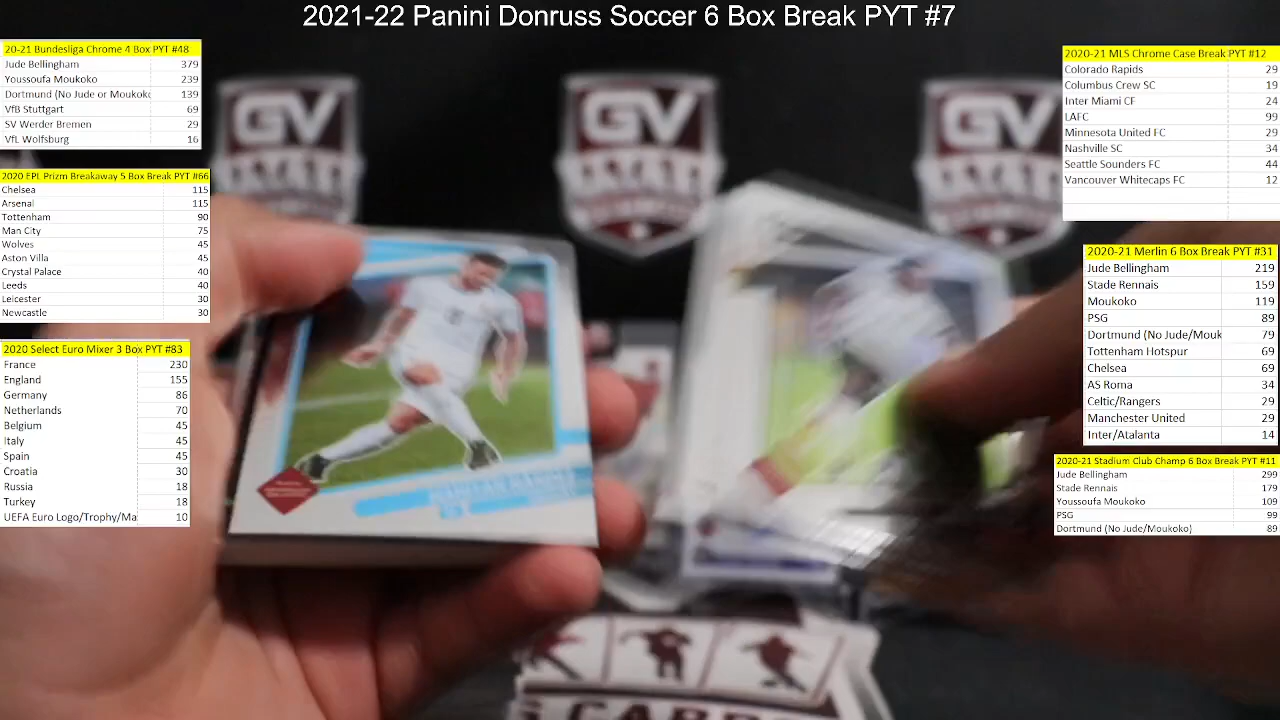 2021-22 Panini Donruss Soccer 6 Box Break PYT #7
20-21 Bundesliga Chrome 4 Box PYT #48
Jude Bellingham 379
Youssoufa Moukoko 239
Dortmund (No Jude or Moukoko 139
VfB Stuttgart 69
SV Werder Bremen 29
VfL Wolfsburg 16
2020 EPL Prizm Breakaway 5 Box Break PYT #66
Chelsea 115
Arsenal 115
Tottenham 90
Man City 75
Wolves 45
Aston Villa 45
Crystal Palace 40
Leeds 40
Leicester 30
Newcastle 30
2020 Select Euro Mixer 3 Box PYT #83
France 230
England 155
Germany 86
Netherlands 70
Belgium 45
Italy 45
Spain 45
Croatia 30
Russia 18
Turkey 18
UEFA Euro Logo/Trophy/Ma 10
2020-21 MLS Chrome Case Break PYT #12
Colorado Rapids 29
Columbus Crew SC 19
Inter Miami CF 24
LAFC 99
Minnesota United FC 29
Nashville SC 34
Seattle Sounders FC 44
Vancouver Whitecaps FC 12
2020-21 Merlin 6 Box Break PYT #31
Jude Bellingham 219
Stade Rennais 159
Moukoko 119
PSG 89
Dortmund (No Jude/Mouk 79
Tottenham Hotspur 69
Chelsea 69
AS Roma 34
Celtic/Rangers 29
Manchester United 29
Inter/Atalanta 14
2020-21 Stadium Club Champ 6 Box Break PYT #11
Jude Bellingham 299
Stade Rennais 179
Youssoufa Moukoko 109
PSG 99
Dortmund (No Jude/Moukoko) 89
GV
GV
GV
CARDS